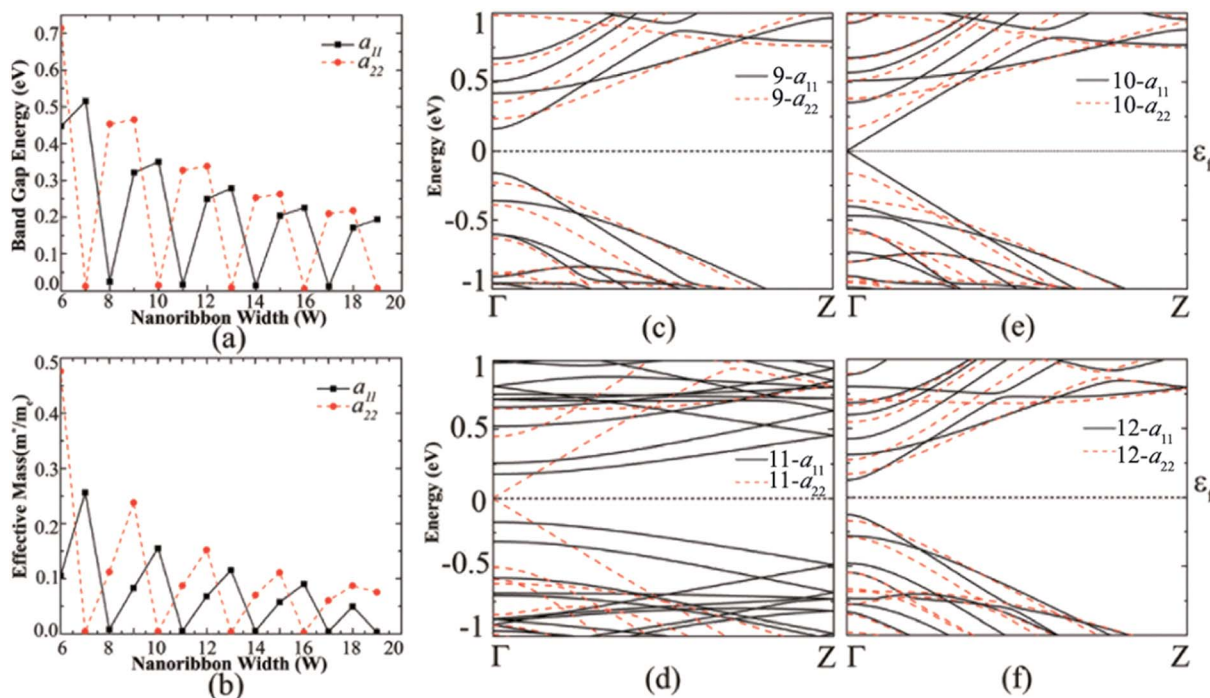 0.7
0.6
0.5
0.4
0.3
0.2
0.1
0.0
Band Gap Energy (eV)
a₁₁
a₂₂
6 8 10 12 14 16 18 20
Nanoribbon Width (W)
(a)
1
0.5
0
-0.5
-1
Energy (eV)
9-a₁₁
9-a₂₂
Γ Z
(c)
10-a₁₁
10-a₂₂
εf
Γ Z
(e)
0.5
0.4
0.3
0.2
0.1
0.0
Effective Mass(m*/me)
a₁₁
a₂₂
6 8 10 12 14 16 18 20
Nanoribbon Width (W)
(b)
1
0.5
0
-0.5
-1
Energy (eV)
11-a₁₁
11-a₂₂
Γ Z
(d)
12-a₁₁
12-a₂₂
εf
Γ Z
(f)